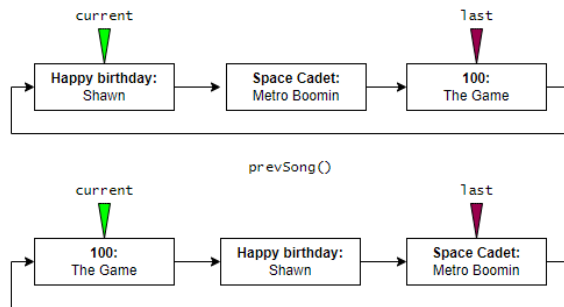 current last
Happy birthday: Space Cadet: 100:
Shawn Metro Boomin The Game
prevSong()
current last
100: Happy birthday: Space Cadet:
The Game Shawn Metro Boomin